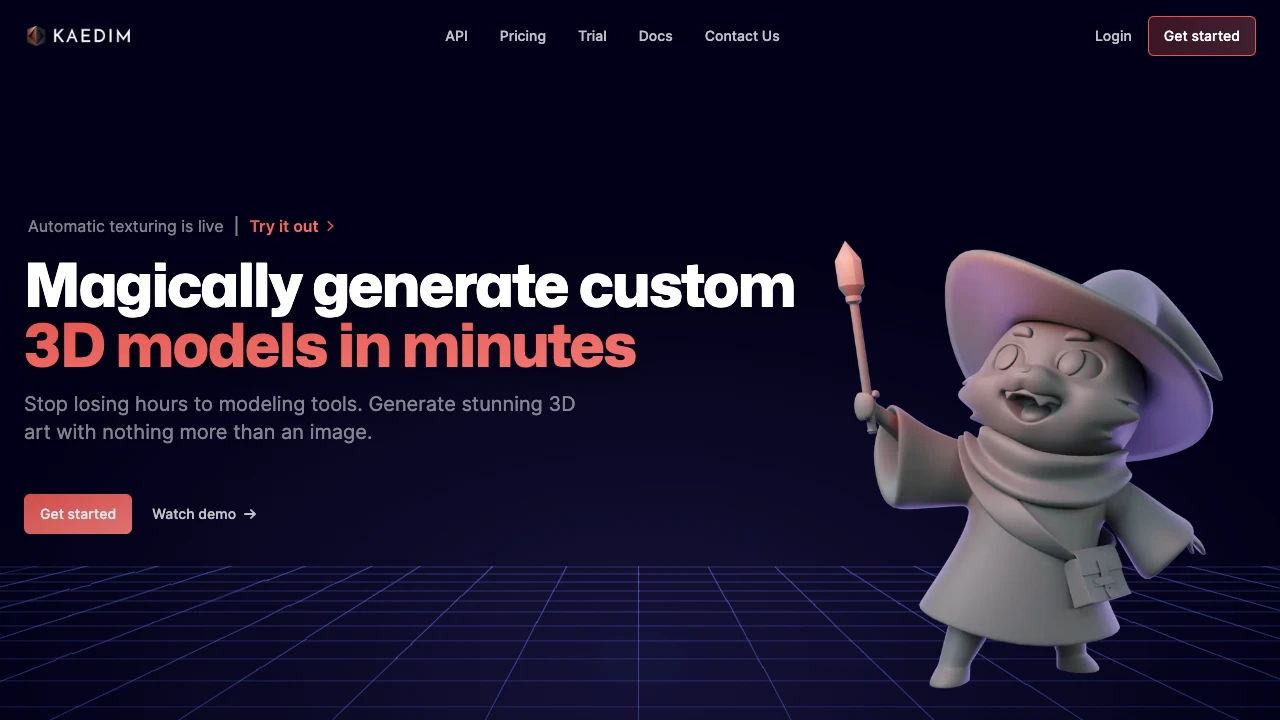 KAEDIM
API Pricing Trial Docs Contact Us
Login Get started
Automatic texturing is live | Try it out
Magically generate custom
3D models in minutes
Stop losing hours to modeling tools. Generate stunning 3D
art with nothing more than an image.
Get started Watch demo →